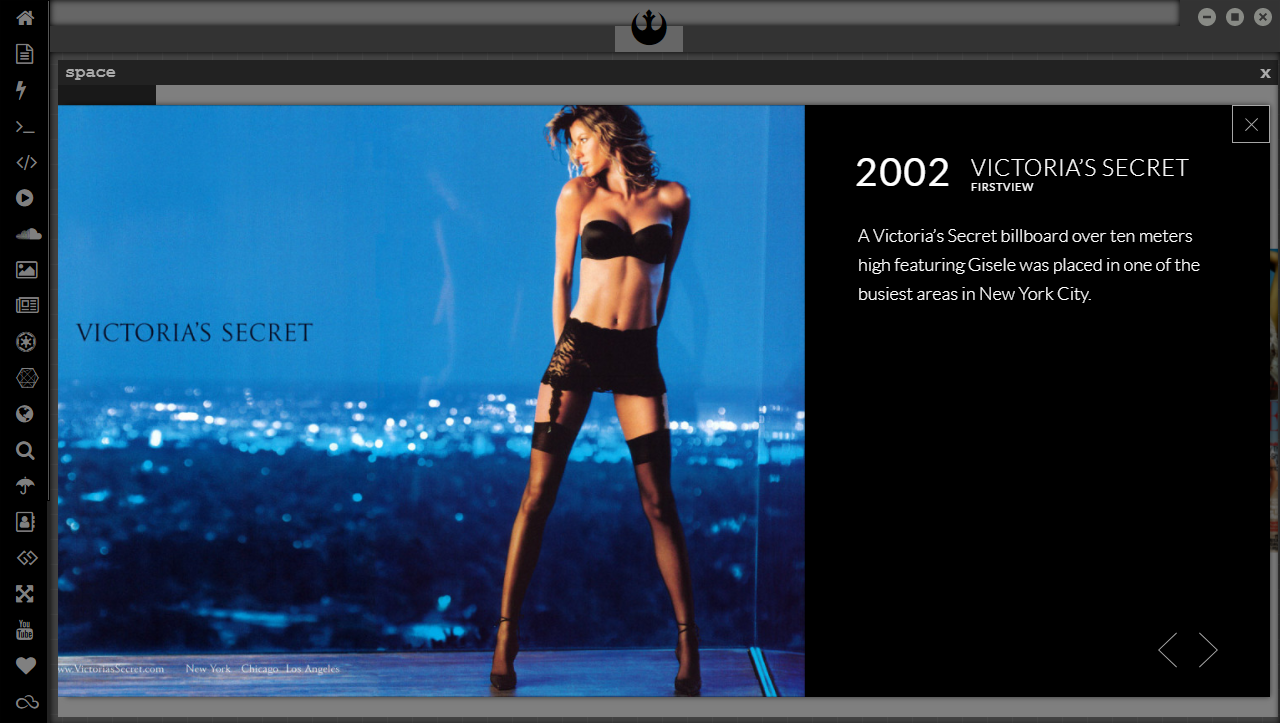 space
x
VICTORIA'S SECRET
www.VictoriasSecret.com New York Chicago Los Angeles
2002 VICTORIA'S SECRET
FIRSTVIEW
A Victoria's Secret billboard over ten meters
high featuring Gisele was placed in one of the
busiest areas in New York City.
You
Tube